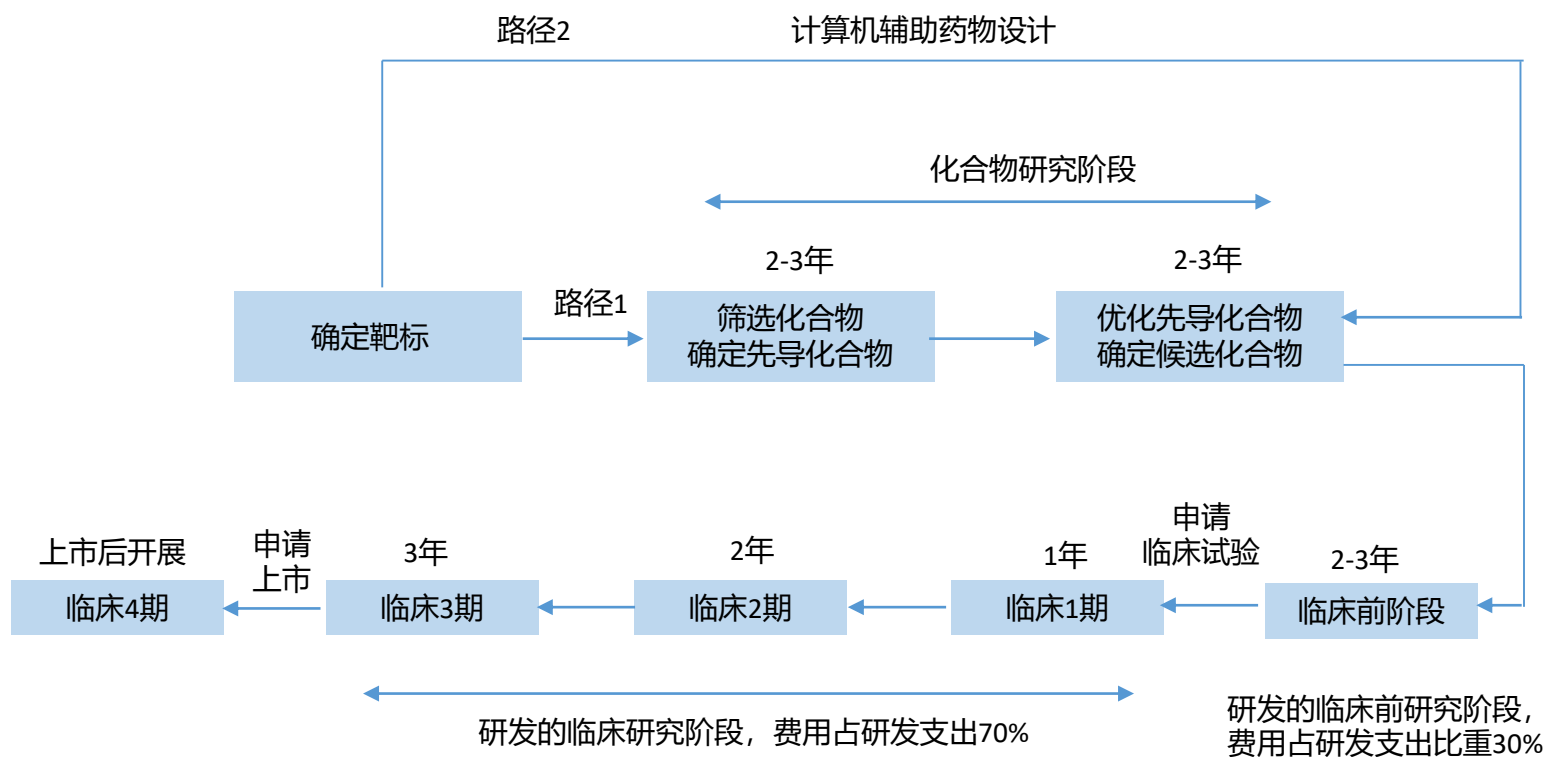 路径2
计算机辅助药物设计
化合物研究阶段
2-3年
2-3年
确定靶标
路径1
筛选化合物
确定先导化合物
优化先导化合物
确定候选化合物
上市后开展
申请
上市
3年
2年
1年
申请
临床试验
2-3年
临床4期
临床3期
临床2期
临床1期
临床前阶段
研发的临床研究阶段，费用占研发支出70%
研发的临床前研究阶段，
费用占研发支出比重30%